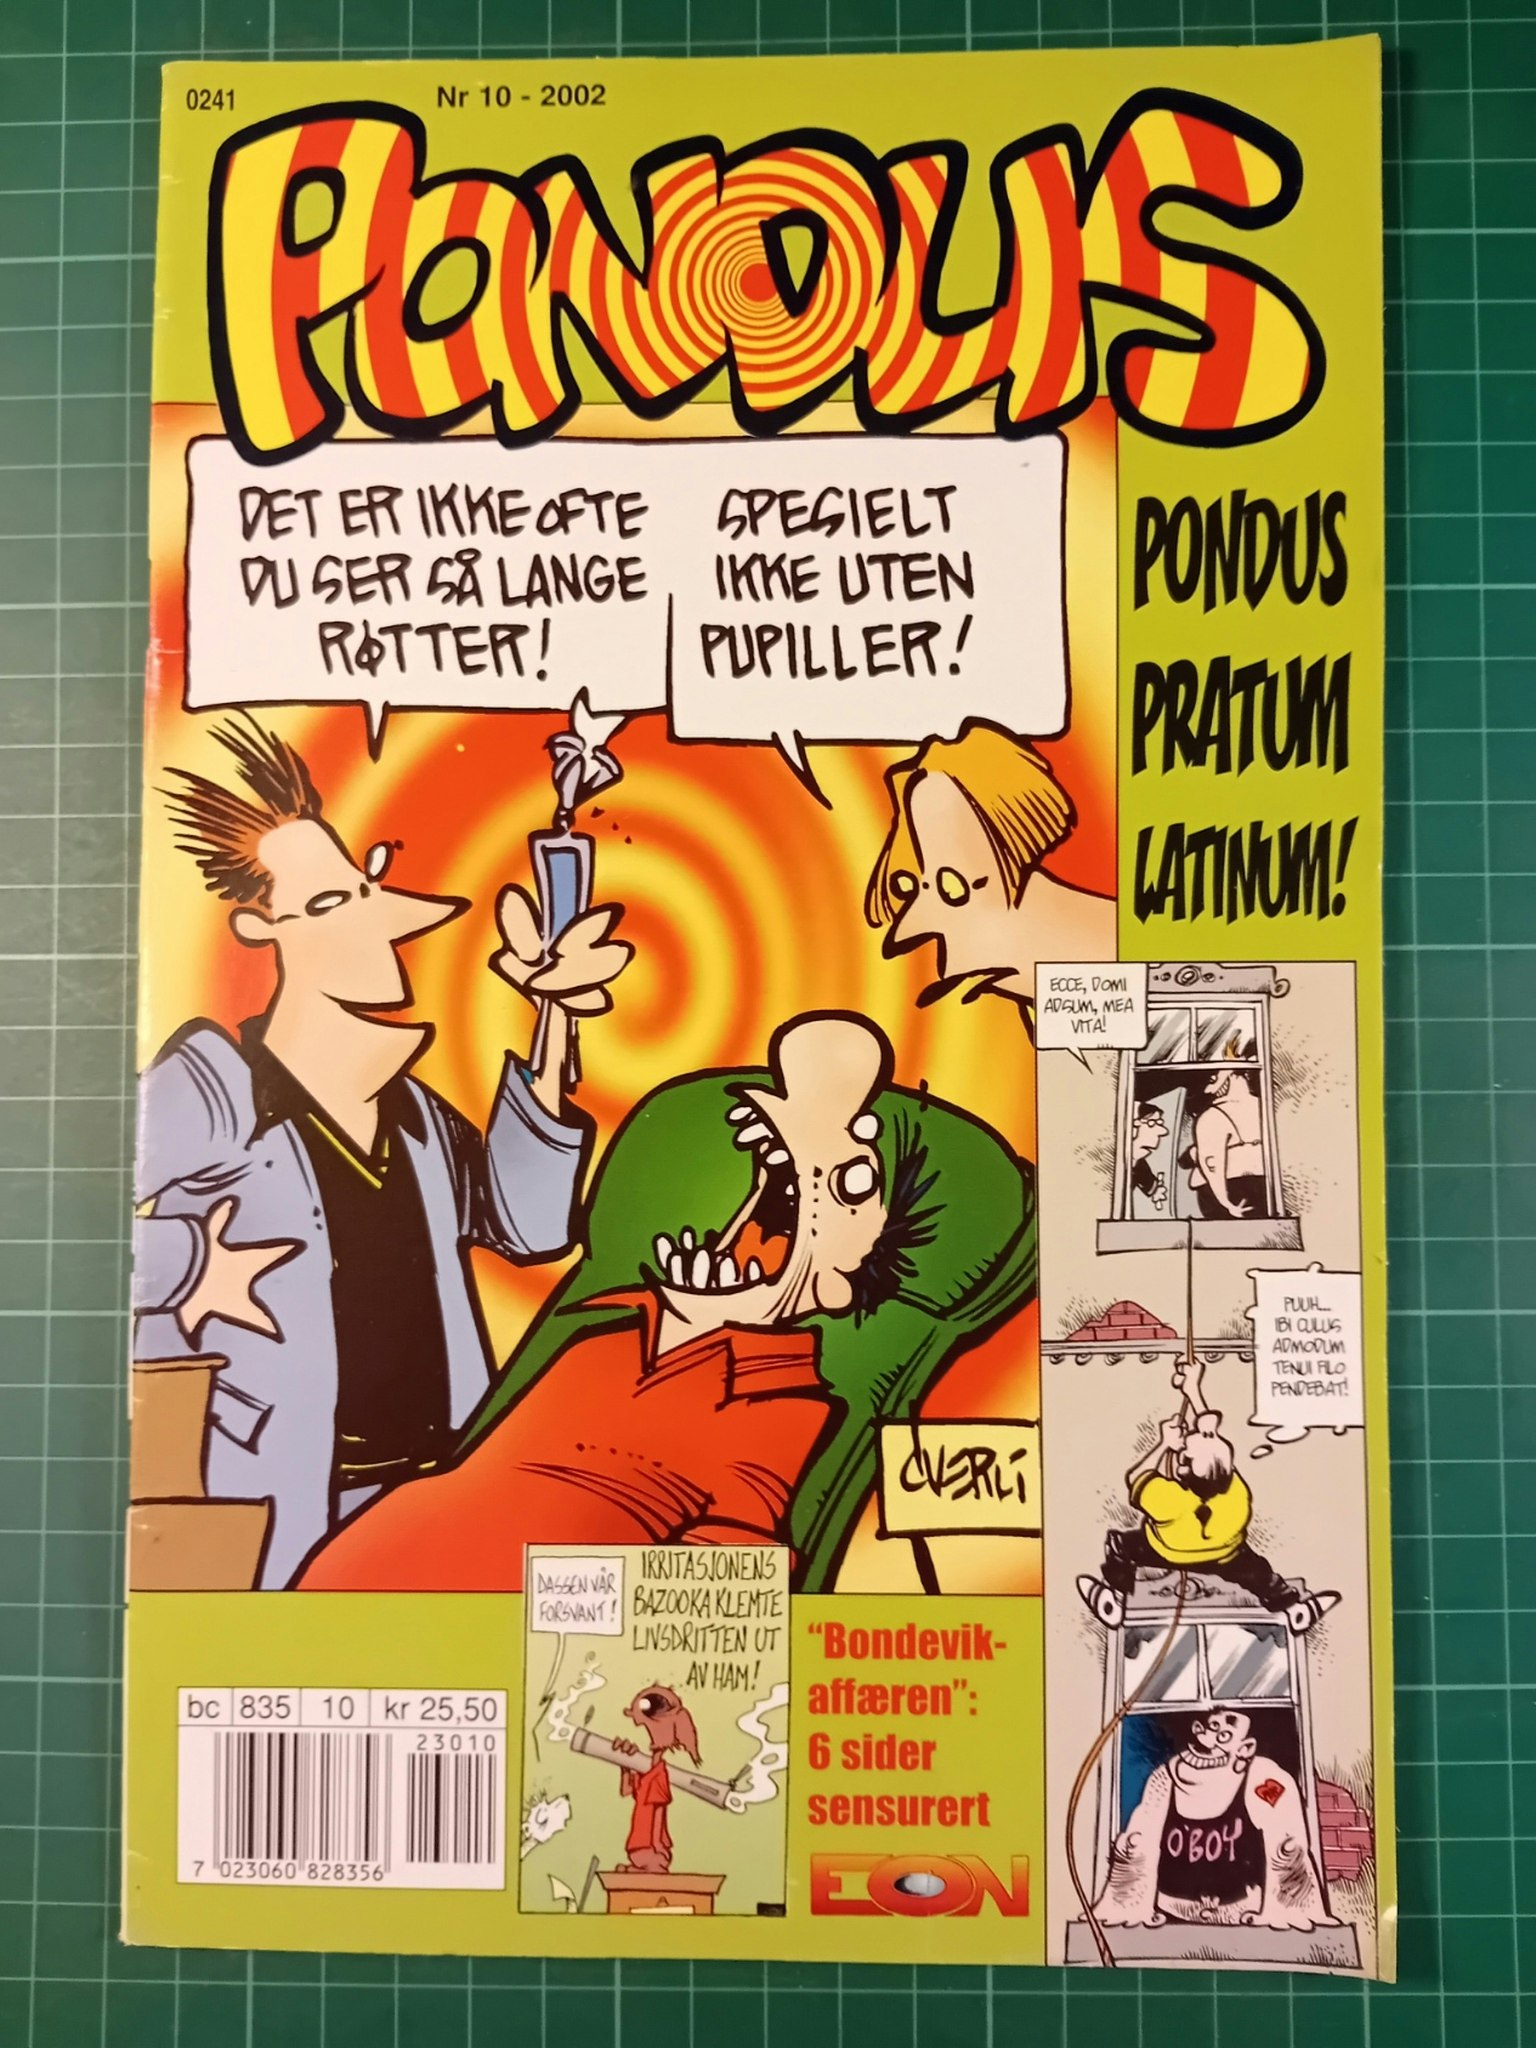 0241
Nr 10 - 2002
PONDUS
DET ER IKKE OFTE
DU SER SÅ LANGE
RØTTER!
SPESIELT
IKKE UTEN
PUPILLER!
PONDUS
PRATUM
LATINUM!
ECCE, DOMI
ADSUM, MEA
VITA!
PUUH...
IBI CULUS
ADMODUM
TENUI FILO
PENDEBAT!
O'BOY
ØVERLI
DASSEN VÅR
FORSVANT!
IRRITASJONENS
BAZOOKA KLEMTE
LIVSDRITTEN UT
AV HAM!
"Bondevik-
affæren":
6 sider
sensurert
EON
bc 835 10 kr 25,50
23010
7 023060 828356